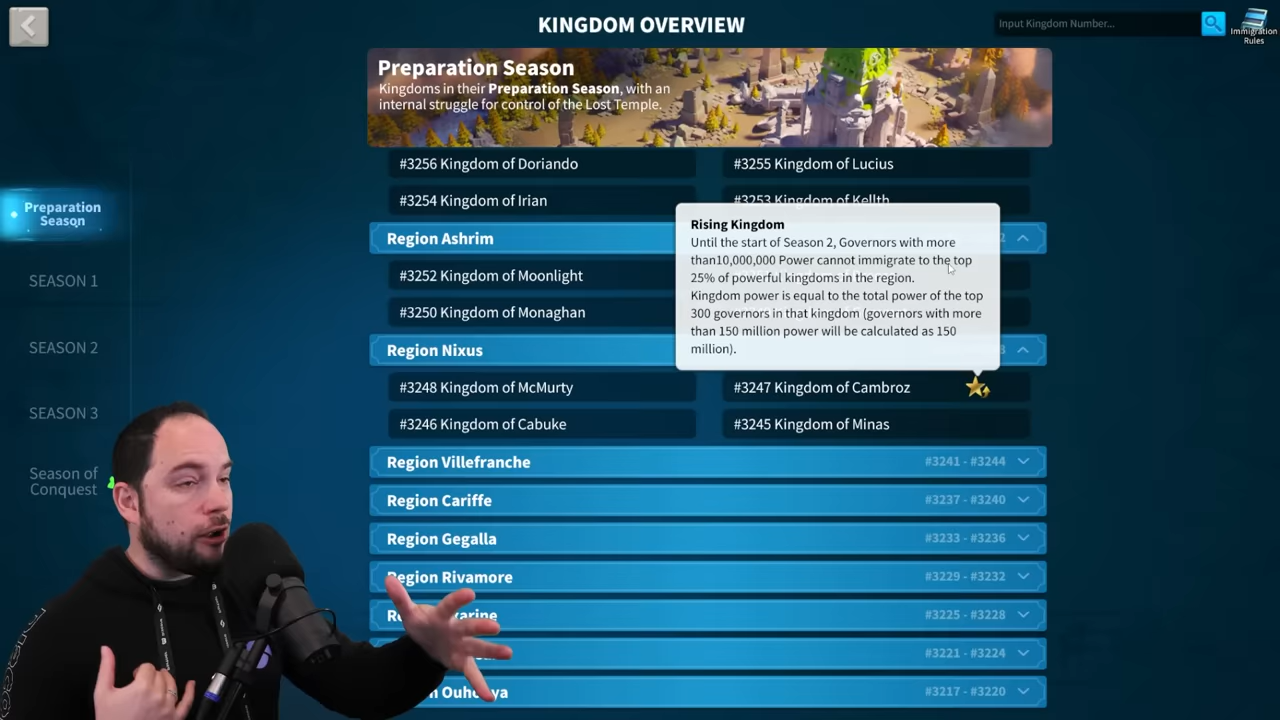 KINGDOM OVERVIEW
Input Kingdom Number...
Immigration
Rules
Preparation Season
Kingdoms in their Preparation Season, with an
internal struggle for control of the Lost Temple.
#3256 Kingdom of Doriando
#3255 Kingdom of Lucius
#3254 Kingdom of Irian
#3253 Kingdom of Kellth
Preparation
Season
SEASON 1
SEASON 2
SEASON 3
Season of
Conquest
Region Ashrim
#3252 Kingdom of Moonlight
#3250 Kingdom of Monaghan
Rising Kingdom
Until the start of Season 2, Governors with more
than10,000,000 Power cannot immigrate to the top
25% of powerful kingdoms in the region.
Kingdom power is equal to the total power of the top
300 governors in that kingdom (governors with more
than 150 million power will be calculated as 150
million).
Region Nixus
#3248 Kingdom of McMurty
#3247 Kingdom of Cambroz
#3246 Kingdom of Cabuke
#3245 Kingdom of Minas
Region Villefranche
#3241 - #3244
Region Cariffe
#3237 - #3240
Region Gegalla
#3233 - #3236
Region Rivamore
#3229 - #3232
#3225 - #3228
#3221 - #3224
#3217 - #3220